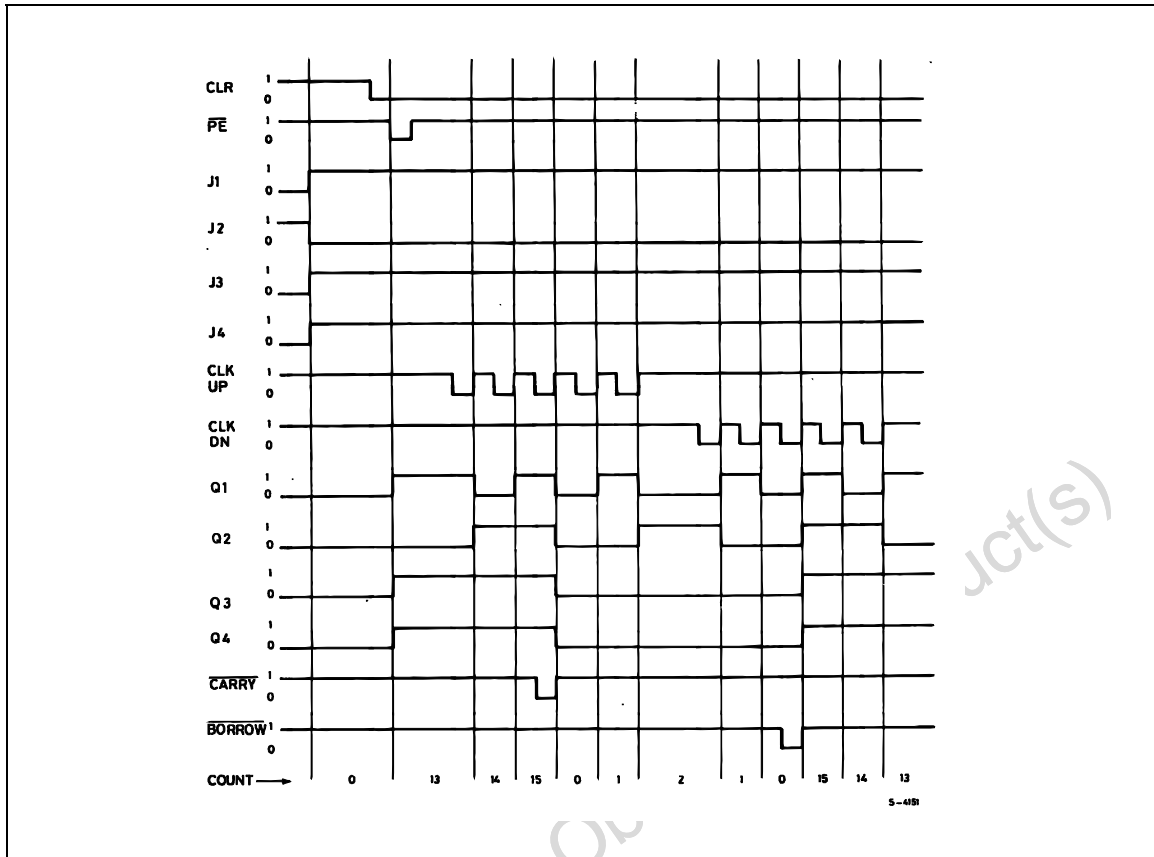 CLR 1 0
PE 1 0
J1 1 0
J2 1 0
J3 1 0
J4 1 0
CLK UP 1 0
CLK DN 1 0
Q1 1 0
Q2 1 0
Q3 1 0
Q4 1 0
CARRY 1 0
BORROW 1 0
COUNT 0 13 14 15 0 1 2 1 0 15 14 13
S-4151
uct(s)
Ob